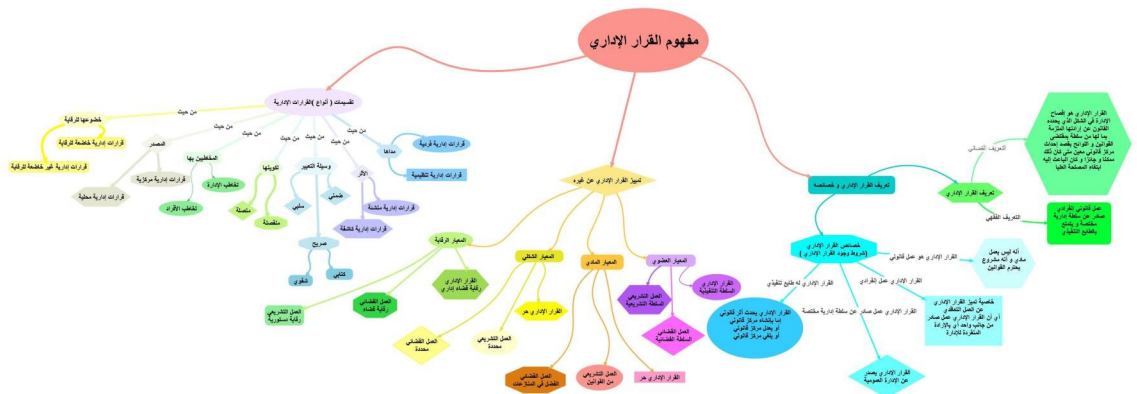 مفهوم القرار الإداري
تعريف القرار الإداري و خصائصه
تعريف القرار الإداري
التعريف القضائي
القرار الإداري هو إفصاح
الإدارة في الشكل الذي يحدده
القانون عن إرادتها الملزمة
بما لها من سلطة بمقتضى
القوانين و اللوائح بقصد إحداث
مركز قانوني معين متى كان ذلك
ممكنا و جائزا و كان الباعث إليه
ابتغاء المصلحة العليا
التعريف الفقهي
عمل قانوني إنفرادي
صادر عن سلطة إدارية
مختصة و يتمتع
بالطابع التنفيذي
خصائص القرار الإداري
(شروط وجود القرار الإداري )
القرار الإداري هو عمل قانوني
أنه ليس بعمل
مادي و أنه مشروع
يحترم القوانين
القرار الإداري عمل إنفرادي
خاصية تميز القرار الإداري
عن العمل التعاقدي
أي أن القرار الإداري عمل صادر
من جانب واحد أي بالإرادة
المنفردة للإدارة
القرار الإداري عمل صادر عن سلطة إدارية مختصة
القرار الإداري يصدر
عن الإدارة العمومية
القرار الإداري له طابع تنفيذي
القرار الإداري يحدث أثر قانوني
إما بإنشاء مركز قانوني
أو يعدل مركز قانوني
أو يلغي مركز قانوني
تمييز القرار الإداري عن غيره
المعيار العضوي
القرار الإداري
السلطة التنفيذية
العمل التشريعي
السلطة التشريعية
العمل القضائي
السلطة القضائية
المعيار المادي
القرار الإداري حر
العمل التشريعي
من القوانين
العمل القضائي
الفصل في المنازعات
المعيار الشكلي
القرار الإداري حر
العمل التشريعي
محددة
العمل القضائي
محددة
المعيار الرقابة
القرار الإداري
رقابة قضاء إداري
العمل القضائي
رقابة قضاء
العمل التشريعي
رقابة دستورية
تقسيمات ( أنواع )القرارات الإدارية
من حيث
مداها
قرارات إدارية فردية
قرارات إدارية تنظيمية
من حيث
الأثر
قرارات إدارية منشئة
قرارات إدارية كاشفة
من حيث
وسيلة التعبير
ضمني
سلبي
صريح
كتابي
شفوي
من حيث
تكوينها
متصلة
منفصلة
من حيث
المخاطبين بها
تخاطب الإدارة
تخاطب الأفراد
من حيث
المصدر
قرارات إدارية مركزية
قرارات إدارية محلية
من حيث
خضوعها للرقابة
قرارات إدارية خاضعة للرقابة
قرارات إدارية غير خاضعة للرقابة